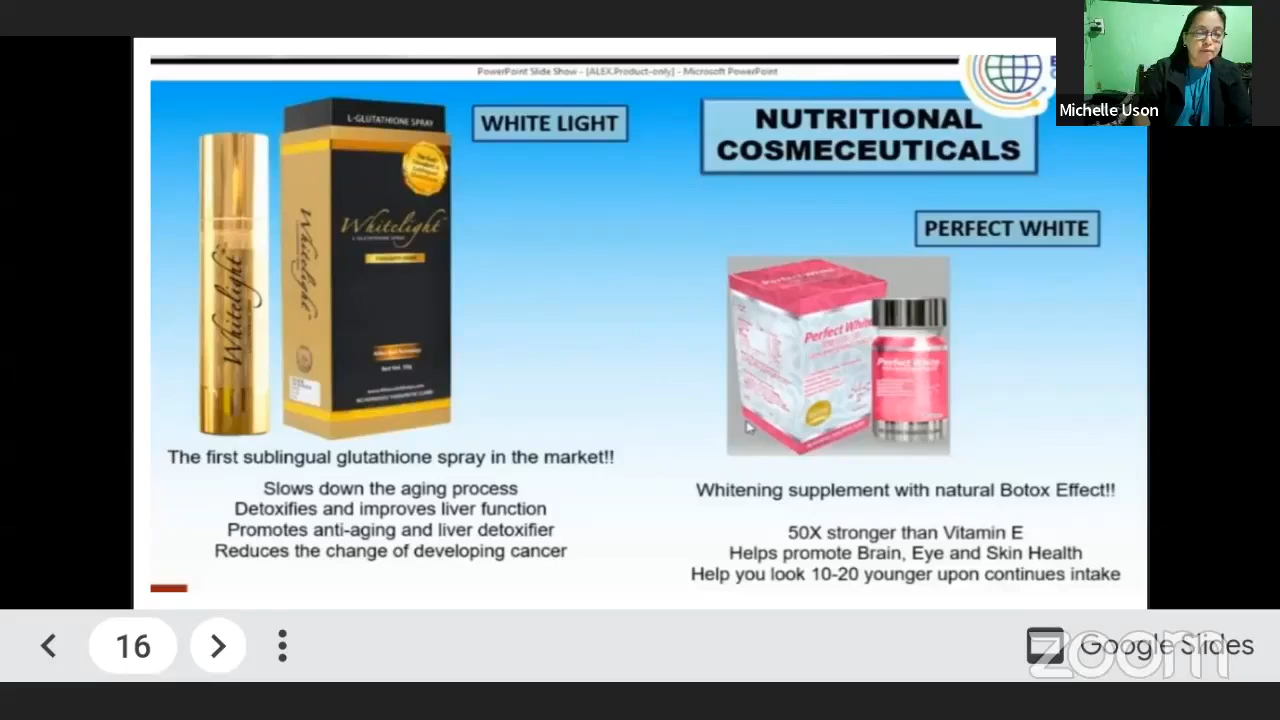 PowerPoint Slide Show - [ALEX.Product-only] - Microsoft PowerPoint
Michelle Uson
L-GLUTATHIONE SPRAY
WHITE LIGHT
NUTRITIONAL
COSMECEUTICALS
PERFECT WHITE
Whitelight
Whitelight
Whitelight
L-GLUTATHIONE SPRAY
Perfect White
Perfect White
Perfect White
The first sublingual glutathione spray in the market!!
Slows down the aging process
Detoxifies and improves liver function
Promotes anti-aging and liver detoxifier
Reduces the change of developing cancer
Whitening supplement with natural Botox Effect!!
50X stronger than Vitamin E
Helps promote Brain, Eye and Skin Health
Help you look 10-20 younger upon continues intake
16
Google Slides
zoom